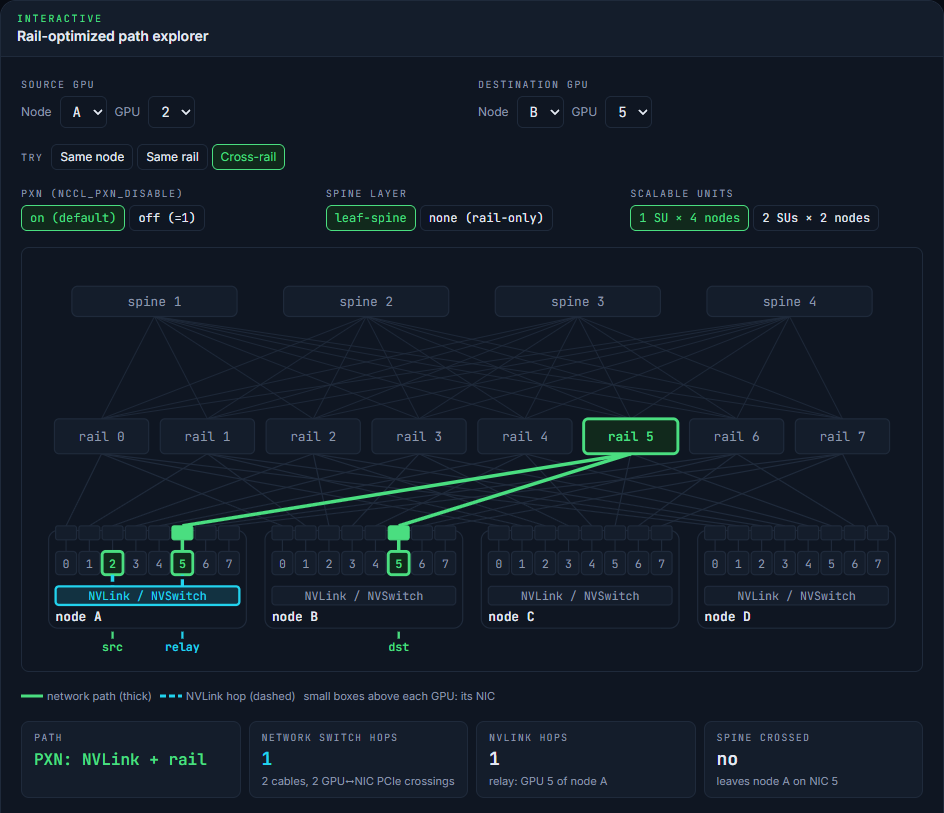 INTERACTIVE
Rail-optimized path explorer
SOURCE GPU
DESTINATION GPU
Node A GPU 2
Node B GPU 5
TRY Same node Same rail Cross-rail
PXN (NCCL_PXN_DISABLE)
SPINE LAYER
SCALABLE UNITS
on (default) off (=1)
leaf-spine none (rail-only)
1 SU × 4 nodes 2 SUs × 2 nodes
spine 1 spine 2 spine 3 spine 4
rail 0 rail 1 rail 2 rail 3 rail 4 rail 5 rail 6 rail 7
0 1 2 3 4 5 6 7
0 1 2 3 4 5 6 7
0 1 2 3 4 5 6 7
0 1 2 3 4 5 6 7
NVLink / NVSwitch
NVLink / NVSwitch
NVLink / NVSwitch
NVLink / NVSwitch
node A
node B
node C
node D
src relay dst
network path (thick) NVLink hop (dashed) small boxes above each GPU: its NIC
PATH
PXN: NVLink + rail
NETWORK SWITCH HOPS
1
2 cables, 2 GPU↔NIC PCIe crossings
NVLINK HOPS
1
relay: GPU 5 of node A
SPINE CROSSED
no
leaves node A on NIC 5